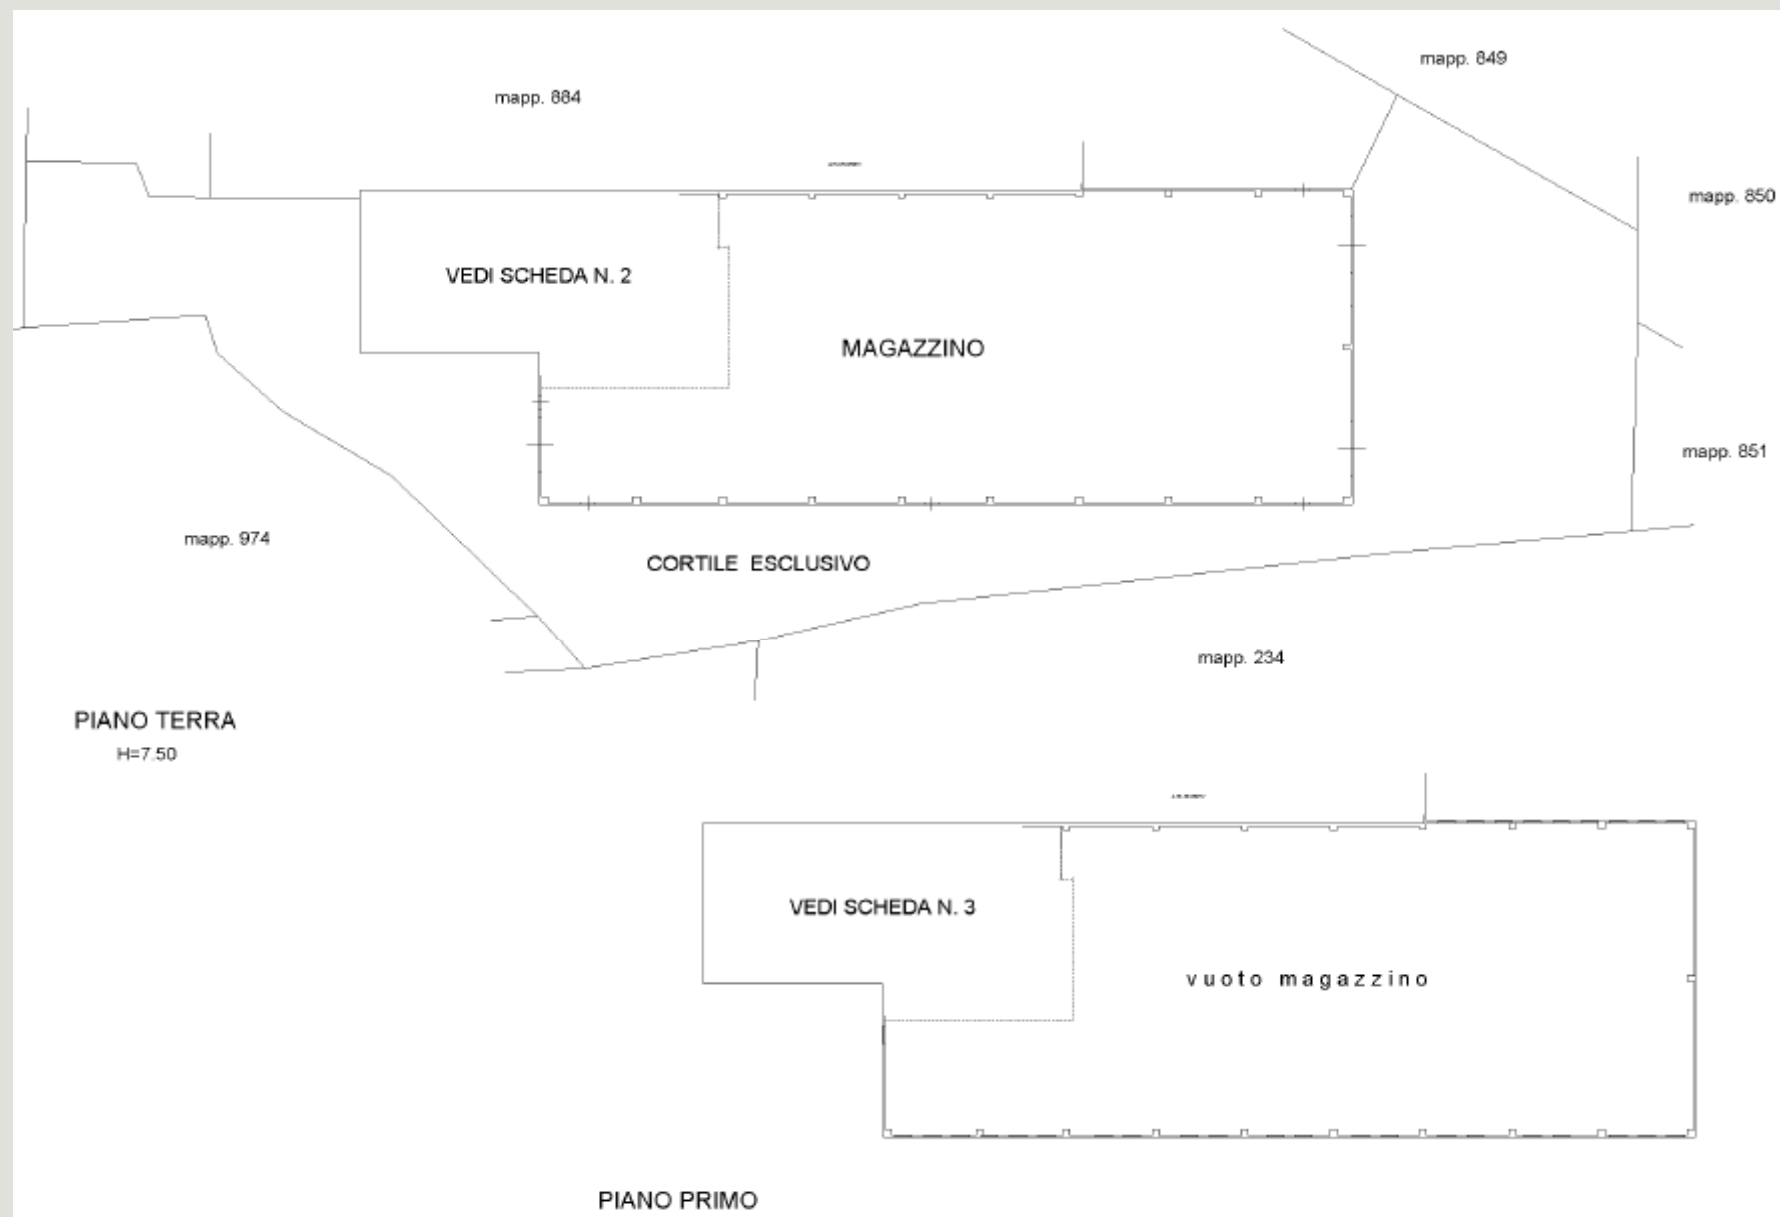 mapp. 849
mapp. 884
mapp. 850
VEDI SCHEDA N. 2
MAGAZZINO
mapp. 851
mapp. 974
CORTILE ESCLUSIVO
mapp. 234
PIANO TERRA
H=7.50
VEDI SCHEDA N. 3
vuoto magazzino
PIANO PRIMO